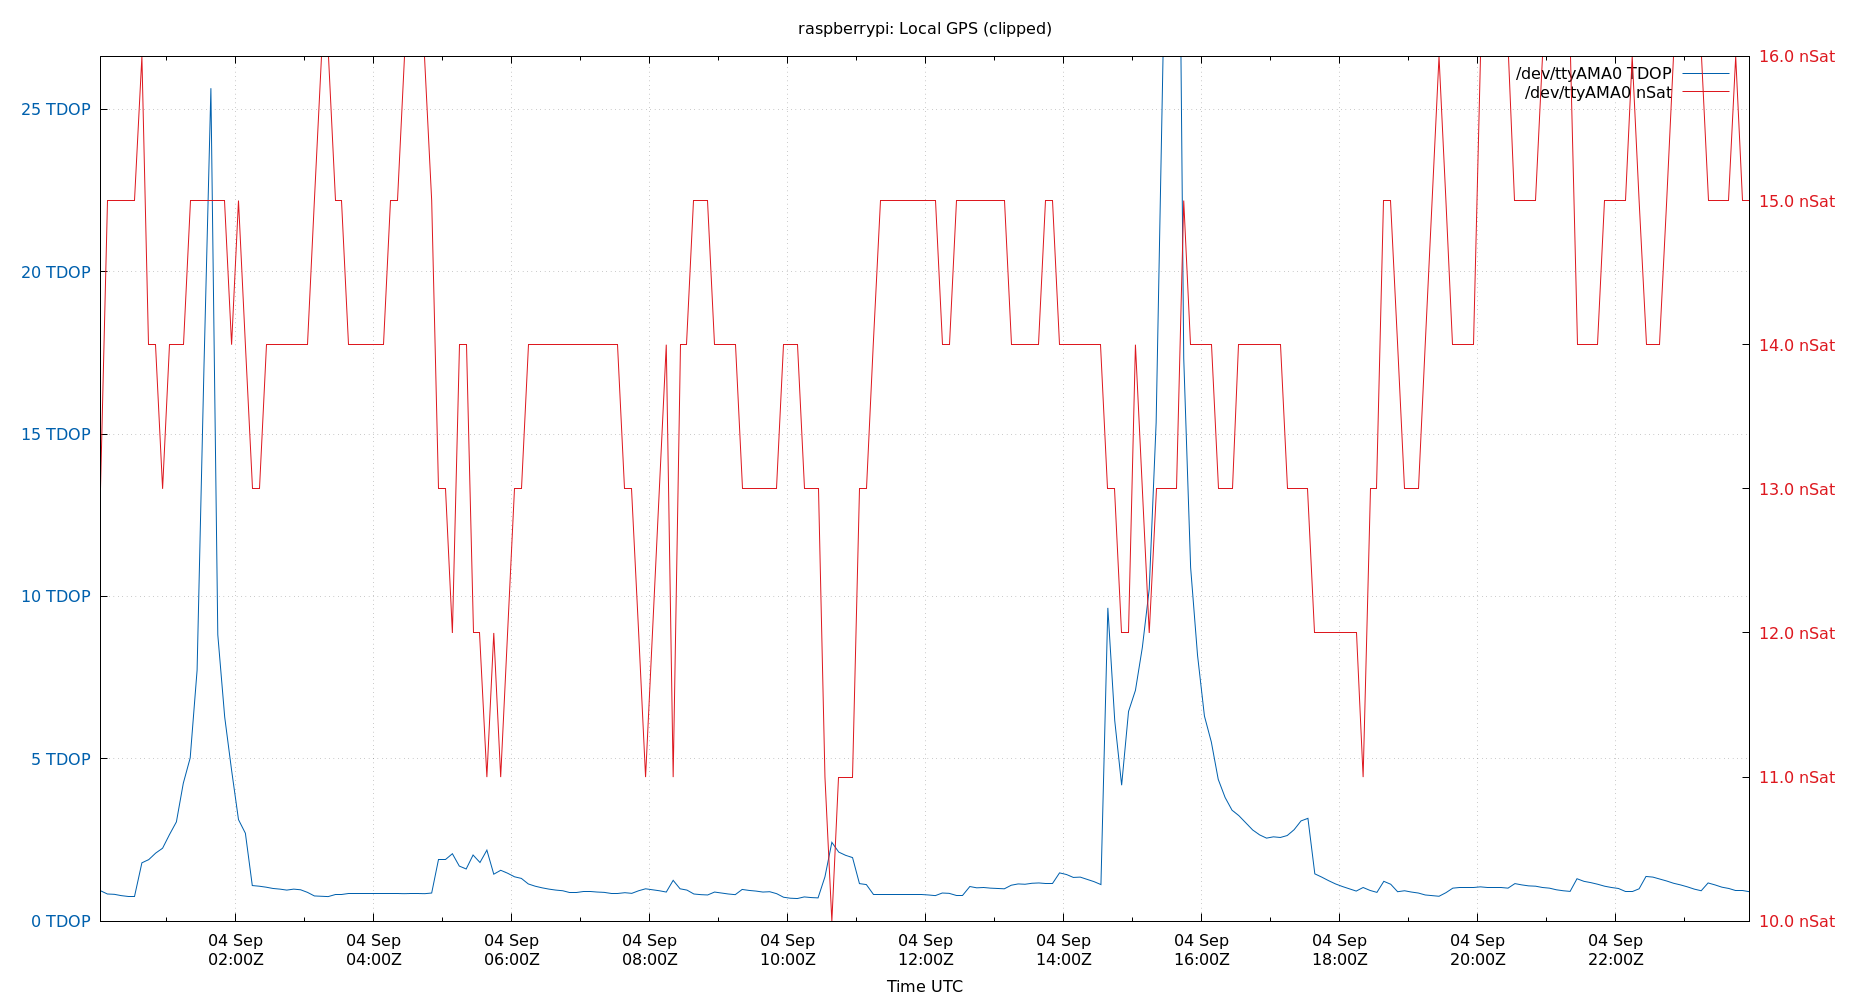 raspberrypi: Local GPS (clipped)
16.0 nSat
/dev/ttyAMA0 TDOP
/dev/ttyAMA0 nSat
25 TDOP
15.0 nSat
20 TDOP
14.0 nSat
15 TDOP
13.0 nSat
10 TDOP
12.0 nSat
5 TDOP
11.0 nSat
0 TDOP
10.0 nSat
04 Sep 04 Sep 04 Sep 04 Sep 04 Sep 04 Sep 04 Sep 04 Sep 04 Sep 04 Sep 04 Sep
02:00Z 04:00Z 06:00Z 08:00Z 10:00Z 12:00Z 14:00Z 16:00Z 18:00Z 20:00Z 22:00Z
Time UTC